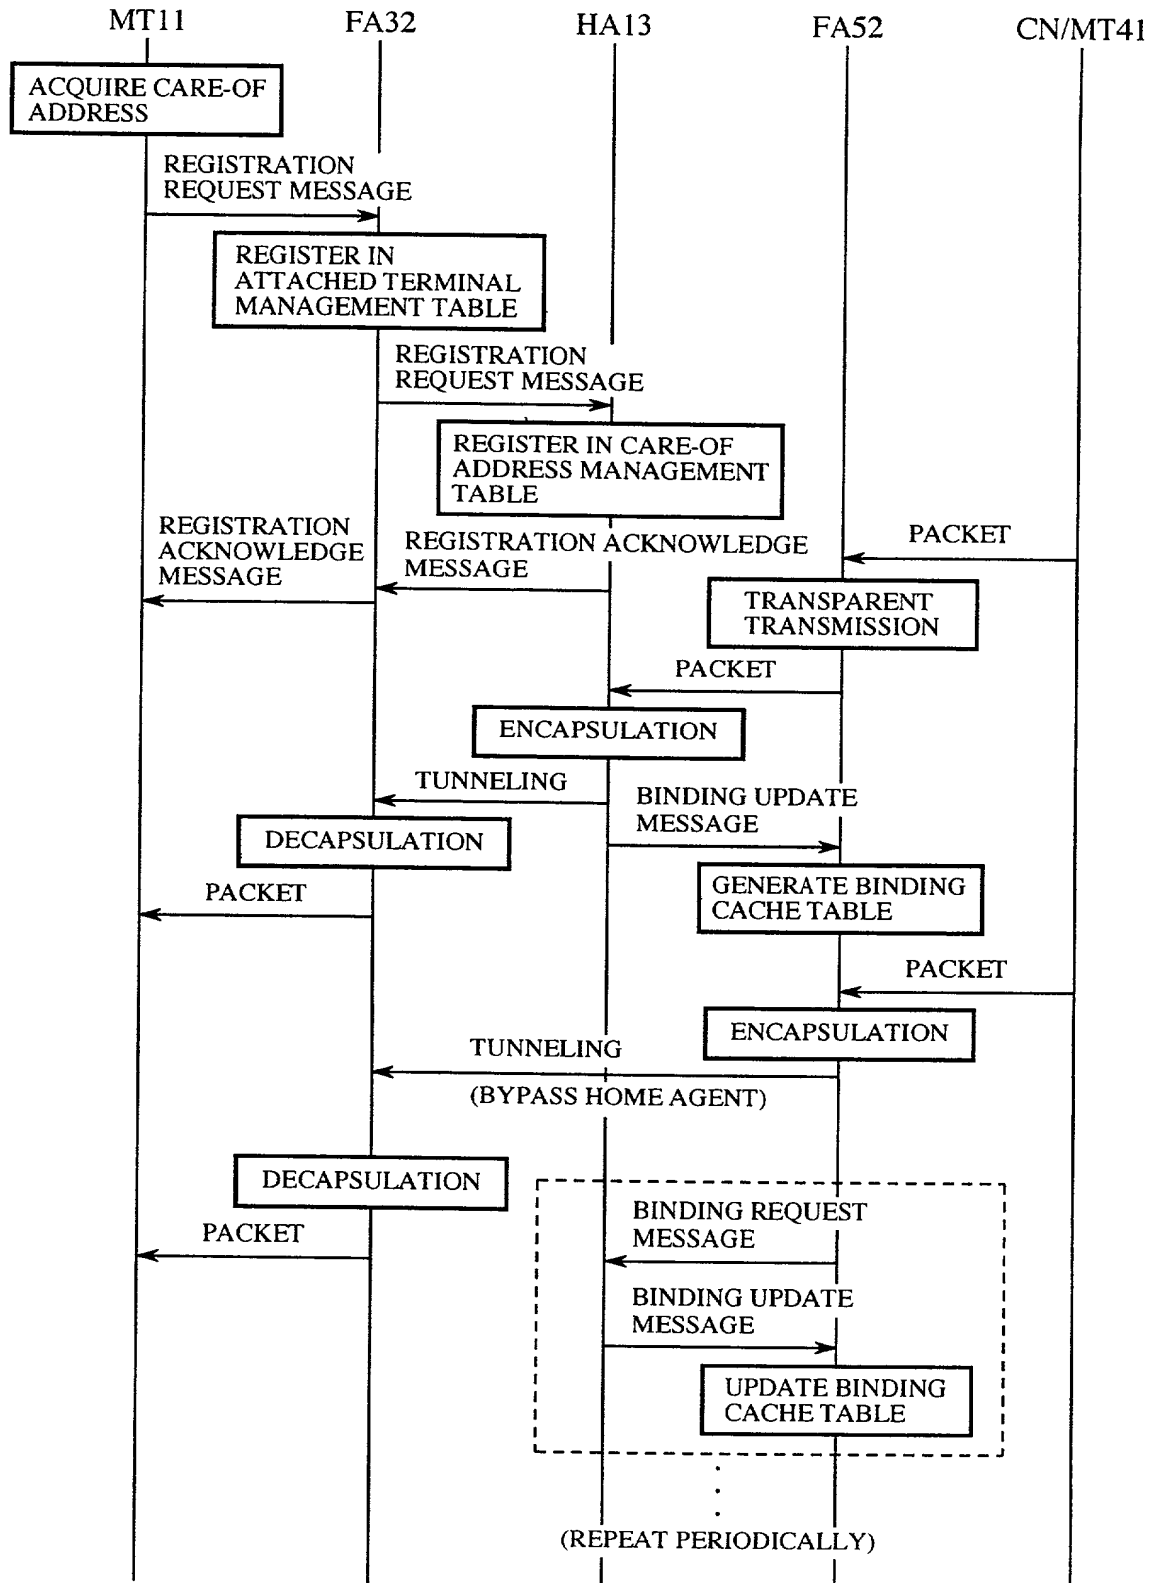 MT11
FA32
HA13
FA52
CN/MT41
ACQUIRE CARE-OF
ADDRESS
REGISTRATION
REQUEST MESSAGE
REGISTER IN
ATTACHED TERMINAL
MANAGEMENT TABLE
REGISTRATION
REQUEST MESSAGE
REGISTER IN CARE-OF
ADDRESS MANAGEMENT
TABLE
REGISTRATION
ACKNOWLEDGE
MESSAGE
REGISTRATION ACKNOWLEDGE
MESSAGE
PACKET
TRANSPARENT
TRANSMISSION
PACKET
ENCAPSULATION
TUNNELING
BINDING UPDATE
MESSAGE
DECAPSULATION
GENERATE BINDING
CACHE TABLE
PACKET
PACKET
ENCAPSULATION
TUNNELING
(BYPASS HOME AGENT)
DECAPSULATION
BINDING REQUEST
MESSAGE
PACKET
BINDING UPDATE
MESSAGE
UPDATE BINDING
CACHE TABLE
(REPEAT PERIODICALLY)